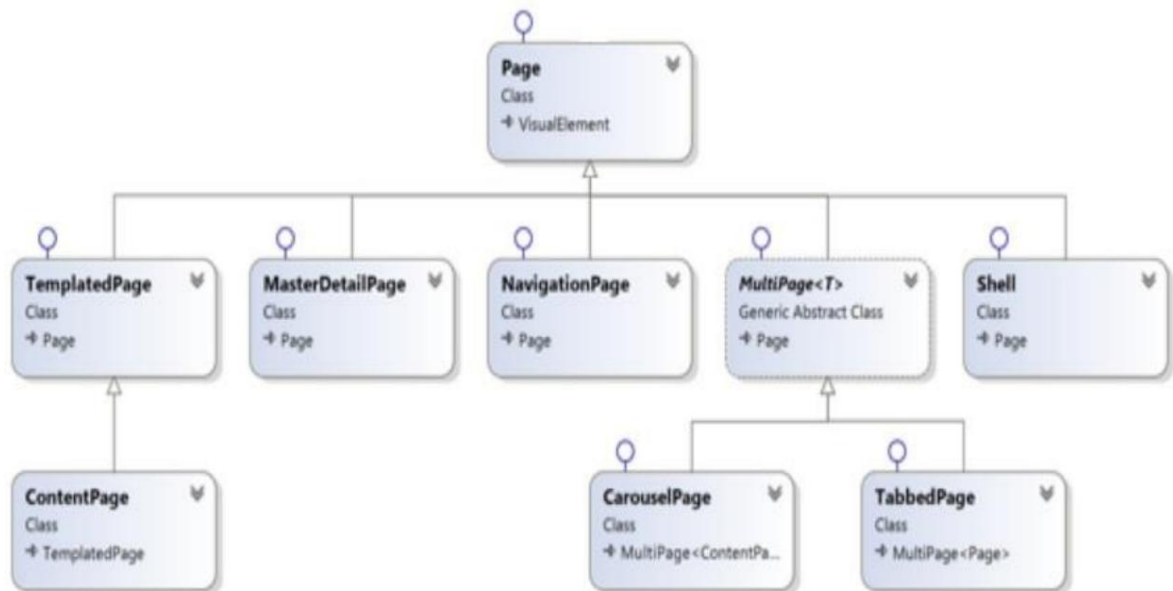 Page
Class
VisualElement
TemplatedPage
Class
Page
MasterDetailPage
Class
Page
NavigationPage
Class
Page
MultiPage<T>
Generic Abstract Class
Page
Shell
Class
Page
ContentPage
Class
TemplatedPage
CarouselPage
Class
MultiPage<ContentPa...
TabbedPage
Class
MultiPage<Page>